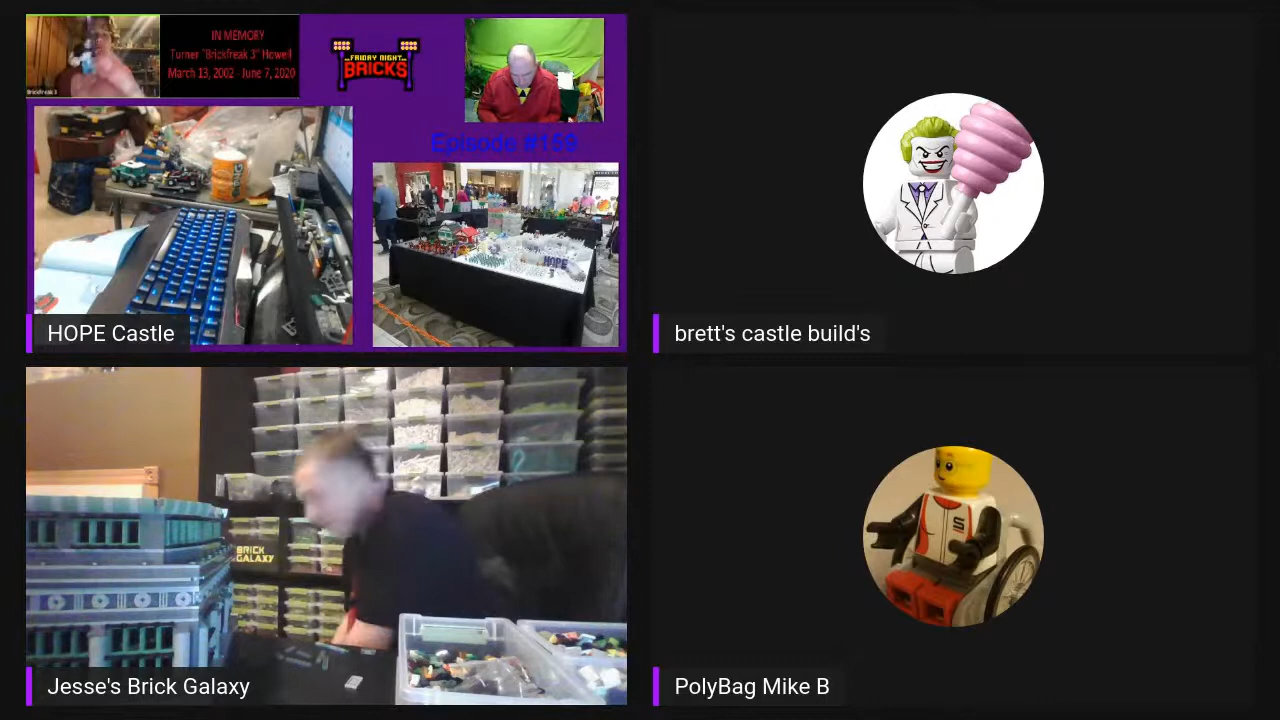 IN MEMORY
Turner "Brickfreak 3" Howell
March 13, 2002 - June 7, 2020
FRIDAY NIGHT
BRICKS
Episode #159
HOPE
HOPE Castle
brett's castle build's
BRICK
GALAXY
Jesse's Brick Galaxy
PolyBag Mike B